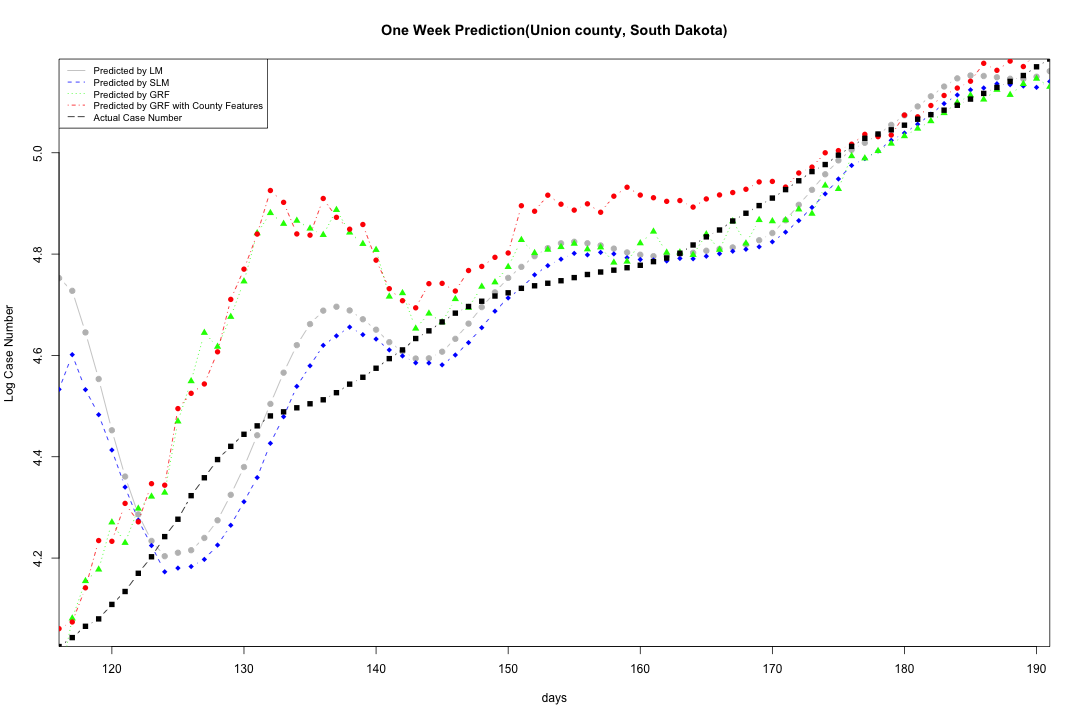 One Week Prediction(Union county, South Dakota)
Predicted by LM
Predicted by SLM
Predicted by GRF
Predicted by GRF with County Features
Actual Case Number
5.0
4.8
4.6
4.4
4.2
Log Case Number
120 130 140 150 160 170 180 190
days